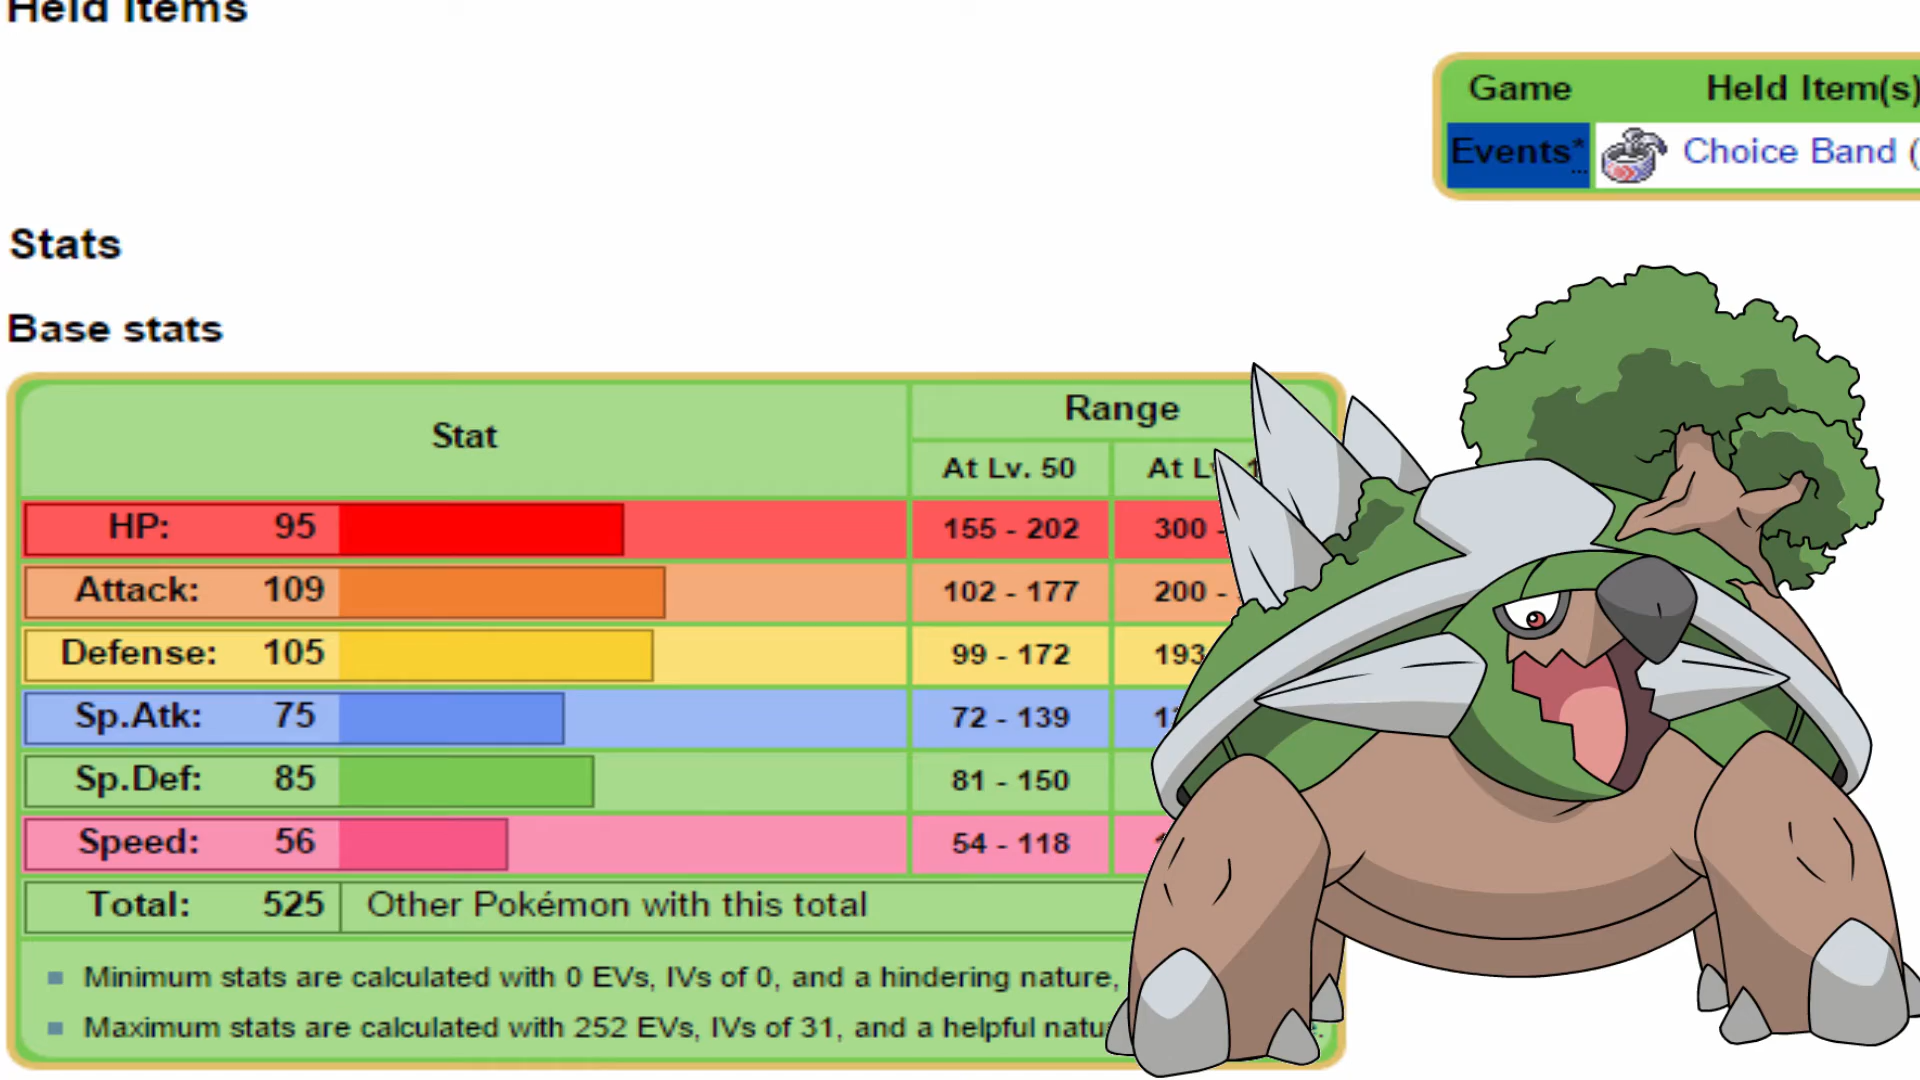 Held Items
Game Held Item(s)
Events* Choice Band (
Stats
Base stats
Stat Range
At Lv. 50 At Lv.
HP: 95 155 - 202 300 -
Attack: 109 102 - 177 200 -
Defense: 105 99 - 172 193
Sp.Atk: 75 72 - 139
Sp.Def: 85 81 - 150
Speed: 56 54 - 118
Total: 525 Other Pokémon with this total
Minimum stats are calculated with 0 EVs, IVs of 0, and a hindering nature,
Maximum stats are calculated with 252 EVs, IVs of 31, and a helpful